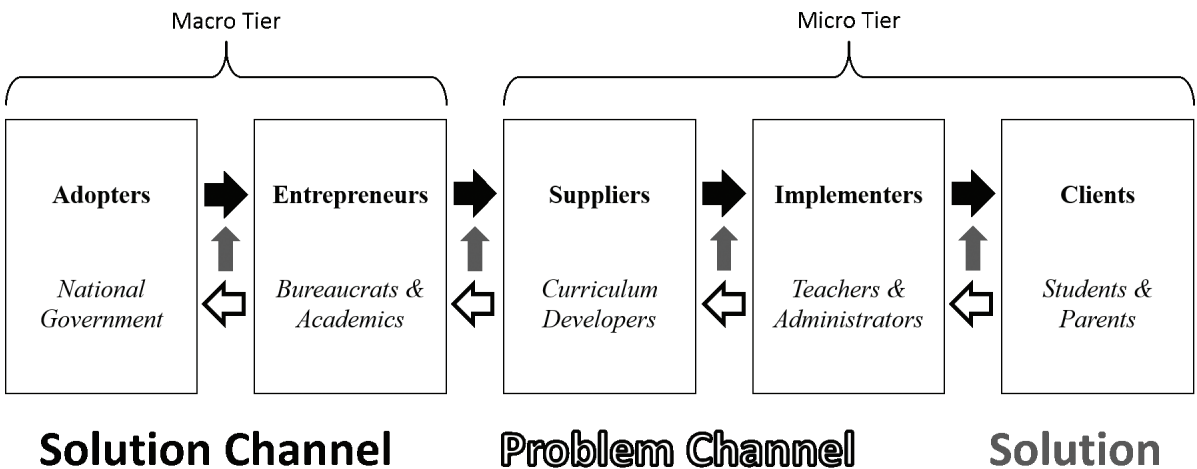 Macro Tier
Micro Tier
Adopters
Entrepreneurs
Suppliers
Implementers
Clients
National
Government
Bureaucrats &
Academics
Curriculum
Developers
Teachers &
Administrators
Students &
Parents
Solution Channel
Problem Channel
Solution